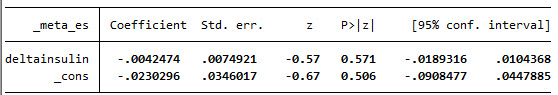 _meta_es Coefficient Std. err. z P>|z| [95% conf. interval]
deltainsulin -.0042474 .0074921 -0.57 0.571 -.0189316 .0104368
_cons -.0230296 .0346017 -0.67 0.506 -.0908477 .0447885